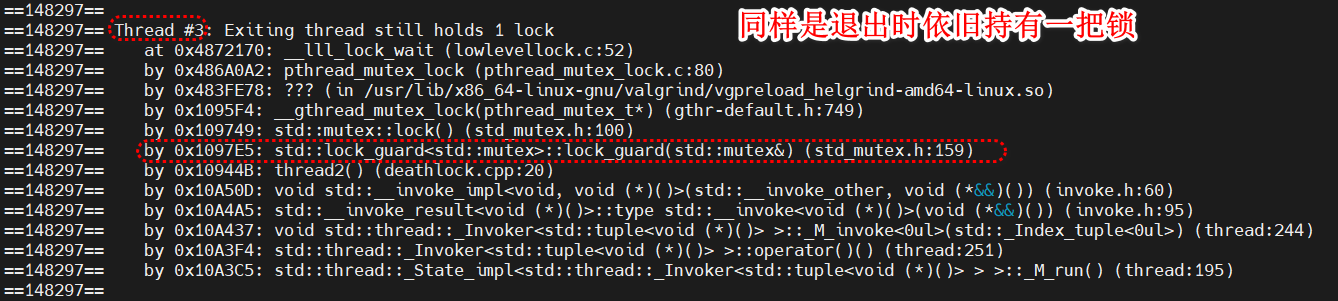 ==148297==
==148297== Thread #3: Exiting thread still holds 1 lock
同样是退出时依旧持有一把锁
==148297==    at 0x4872170: __lll_lock_wait (lowlevellock.c:52)
==148297==    by 0x486A0A2: pthread_mutex_lock (pthread_mutex_lock.c:80)
==148297==    by 0x483FE78: ??? (in /usr/lib/x86_64-linux-gnu/valgrind/vgpreload_helgrind-amd64-linux.so)
==148297==    by 0x1095F4: __gthread_mutex_lock(pthread_mutex_t*) (gthr-default.h:749)
==148297==    by 0x109749: std::mutex::lock() (std_mutex.h:100)
==148297==    by 0x1097E5: std::lock_guard<std::mutex>::lock_guard(std::mutex&) (std_mutex.h:159)
==148297==    by 0x10944B: thread2() (deathlock.cpp:20)
==148297==    by 0x10A50D: void std::__invoke_impl<void, void (*)()>(std::__invoke_other, void (*&&)()) (invoke.h:60)
==148297==    by 0x10A4A5: std::__invoke_result<void (*)()>::type std::__invoke<void (*)()>(void (*&&)()) (invoke.h:95)
==148297==    by 0x10A437: void std::thread::_Invoker<std::tuple<void (*)()> >::_M_invoke<0ul>(std::_Index_tuple<0ul>) (thread:244)
==148297==    by 0x10A3F4: std::thread::_Invoker<std::tuple<void (*)()> >::operator()() (thread:251)
==148297==    by 0x10A3C5: std::thread::_State_impl<std::thread::_Invoker<std::tuple<void (*)()> > >::_M_run() (thread:195)
==148297==